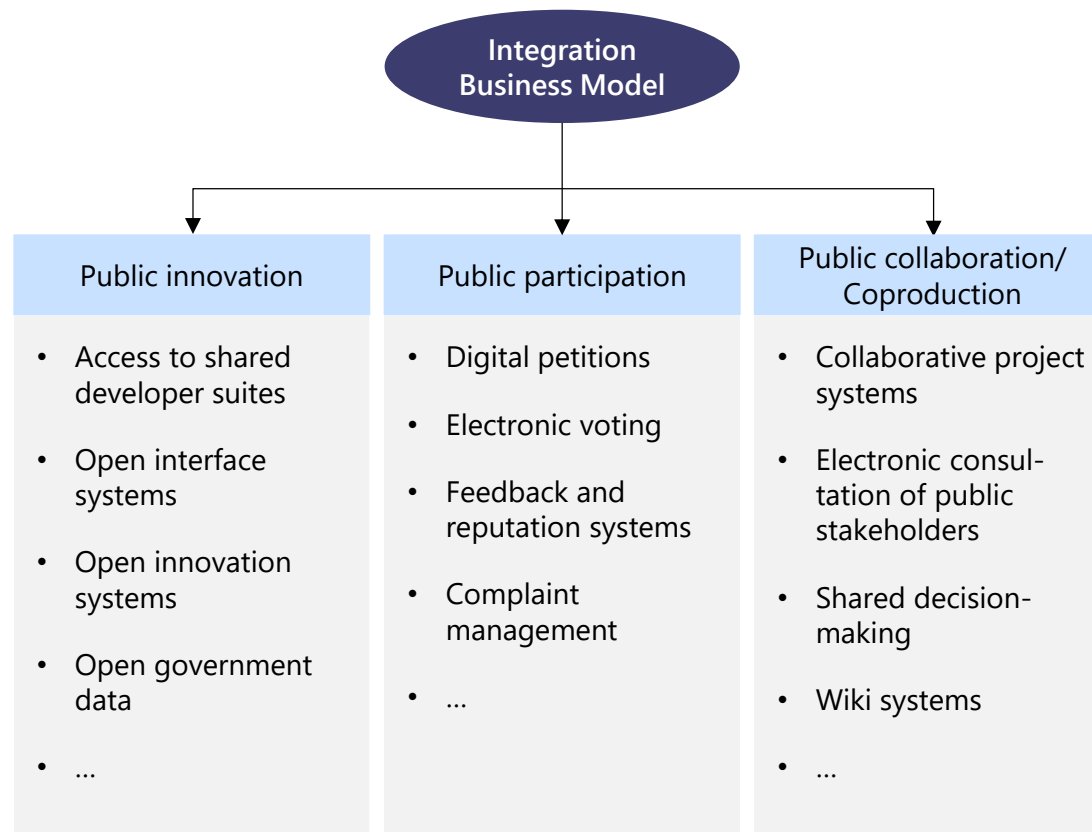 Integration
Business Model
Public innovation
• Access to shared
developer suites
• Open interface
systems
• Open innovation
systems
• Open government
data
• ...
Public participation
• Digital petitions
• Electronic voting
• Feedback and
reputation systems
• Complaint
management
• ...
Public collaboration/
Coproduction
• Collaborative project
systems
• Electronic consul-
tation of public
stakeholders
• Shared decision-
making
• Wiki systems
• ...